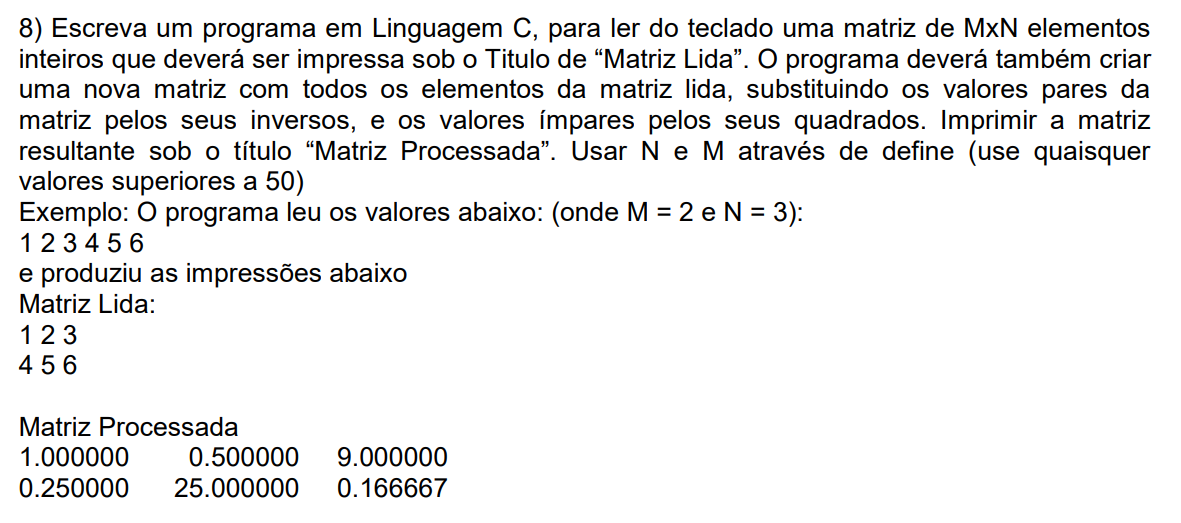 8) Escreva um programa em Linguagem C, para ler do teclado uma matriz de MxN elementos
inteiros que deverá ser impressa sob o Titulo de “Matriz Lida”. O programa deverá também criar
uma nova matriz com todos os elementos da matriz lida, substituindo os valores pares da
matriz pelos seus inversos, e os valores ímpares pelos seus quadrados. Imprimir a matriz
resultante sob o título “Matriz Processada”. Usar N e M através de define (use quaisquer
valores superiores a 50)
Exemplo: O programa leu os valores abaixo: (onde M = 2 e N = 3):
1 2 3 4 5 6
e produziu as impressões abaixo
Matriz Lida:
1 2 3
4 5 6
Matriz Processada
1.000000 0.500000 9.000000
0.250000 25.000000 0.166667